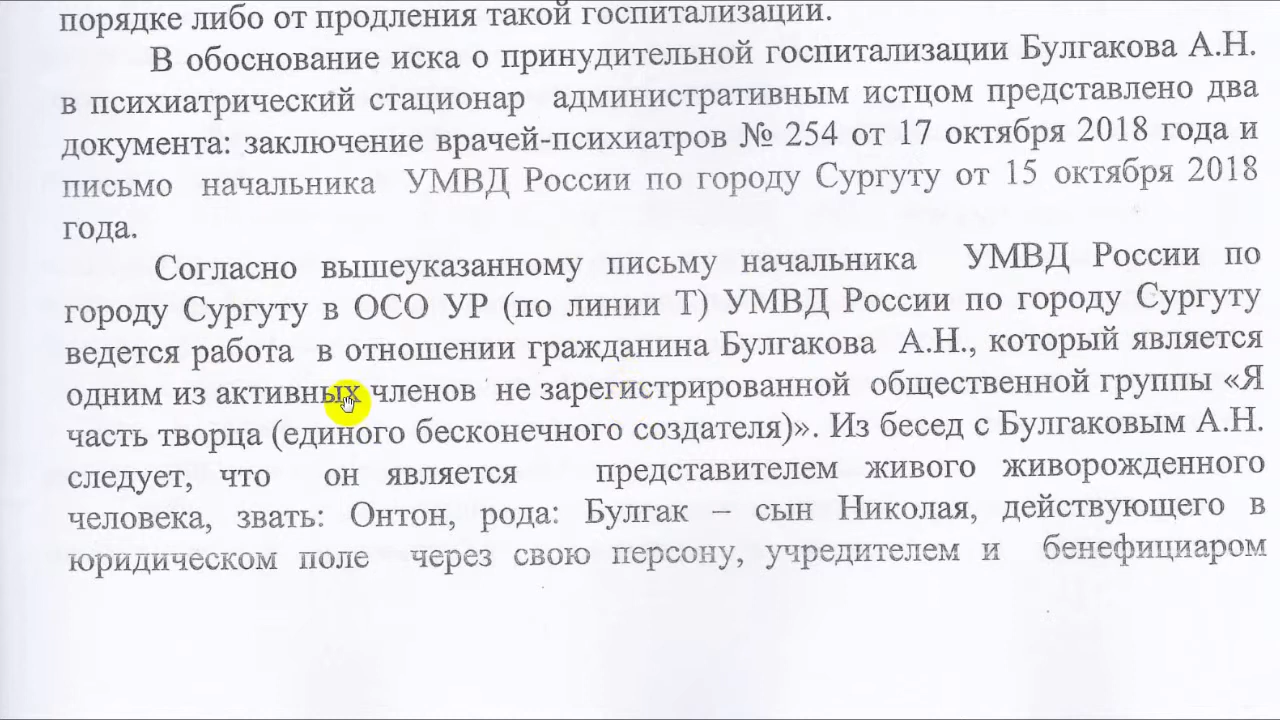 порядке либо от продления такой госпитализации.
В обоснование иска о принудительной госпитализации Булгакова А.Н.
в психиатрический стационар административным истцом представлено два
документа: заключение врачей-психиатров № 254 от 17 октября 2018 года и
письмо начальника УМВД России по городу Сургуту от 15 октября 2018
года.
Согласно вышеуказанному письму начальника УМВД России по
городу Сургуту в ОСО УР (по линии Т) УМВД России по городу Сургуту
ведется работа в отношении гражданина Булгакова А.Н., который является
одним из активных членов не зарегистрированной общественной группы «Я
часть творца (единого бесконечного создателя)». Из бесед с Булгаковым А.Н.
следует, что он является представителем живого живорожденного
человека, звать: Онтон, рода: Булгак – сын Николая, действующего в
юридическом поле через свою персону, учредителем и бенефициаром